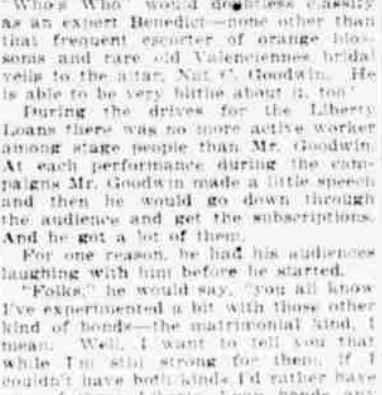 "Who's Who" would doubtless classify
as an expert Benedict—none other than
that frequent escorter of orange blos-
soms and rare old Valenciennes bridal
veils to the altar, Nat C. Goodwin. He
is able to be very blithe about it, too
During the drives for the Liberty
Loans there was no more active worker
among stage people than Mr. Goodwin.
At each performance during the cam-
paigns Mr. Goodwin made a little speech
and then he would go down through
the audience and get the subscriptions.
And he got a lot of them.
For one reason, he had his audiences
laughing with him before he started.
"Folks," he would say, "you all know
I've experimented a bit with those other
kind of bonds—the matrimonial kind, I
mean. Well, I want to tell you that
while I'm still strong for them, if I
couldn't have both kinds I'd rather have
one of these Liberty Loan bonds any